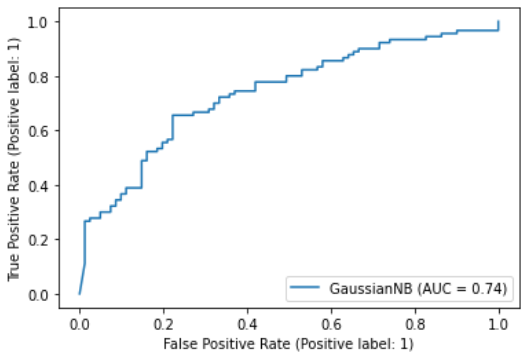 1.0
0.8
0.6
0.4
0.2
0.0
True Positive Rate (Positive label: 1)
GaussianNB (AUC = 0.74)
0.0 0.2 0.4 0.6 0.8 1.0
False Positive Rate (Positive label: 1)